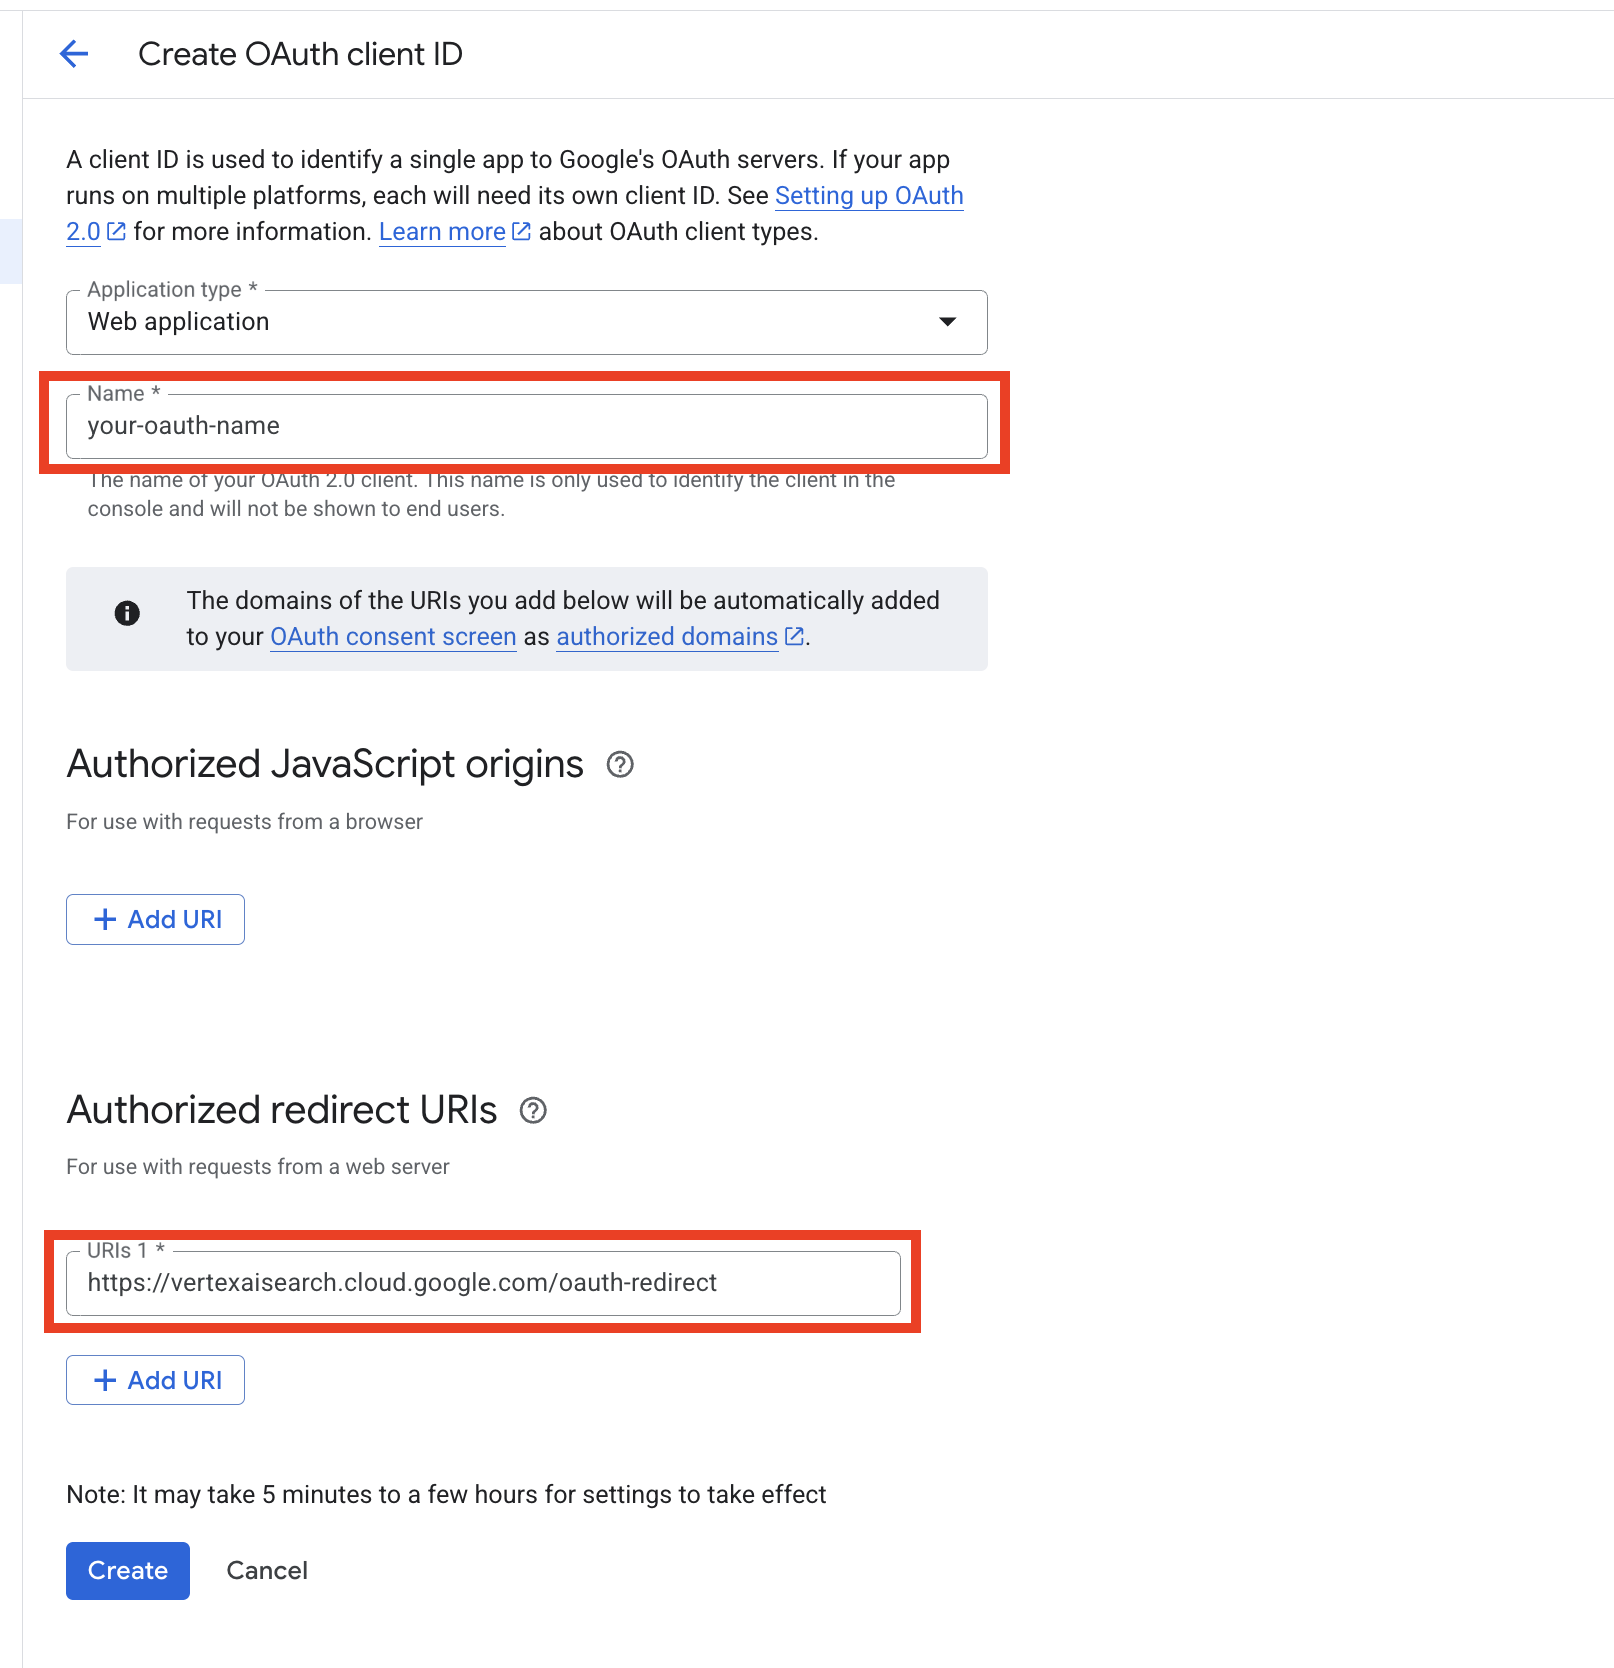 Create OAuth client ID
A client ID is used to identify a single app to Google's OAuth servers. If your app
runs on multiple platforms, each will need its own client ID. See Setting up OAuth
2.0 for more information. Learn more about OAuth client types.
Application type *
Web application
Name *
your-oauth-name
The name of your OAuth 2.0 client. This name is only used to identify the client in the
console and will not be shown to end users.
The domains of the URIs you add below will be automatically added
to your OAuth consent screen as authorized domains.
Authorized JavaScript origins
For use with requests from a browser
+ Add URI
Authorized redirect URIs
For use with requests from a web server
URIs 1 *
https://vertexaisearch.cloud.google.com/oauth-redirect
+ Add URI
Note: It may take 5 minutes to a few hours for settings to take effect
Create Cancel